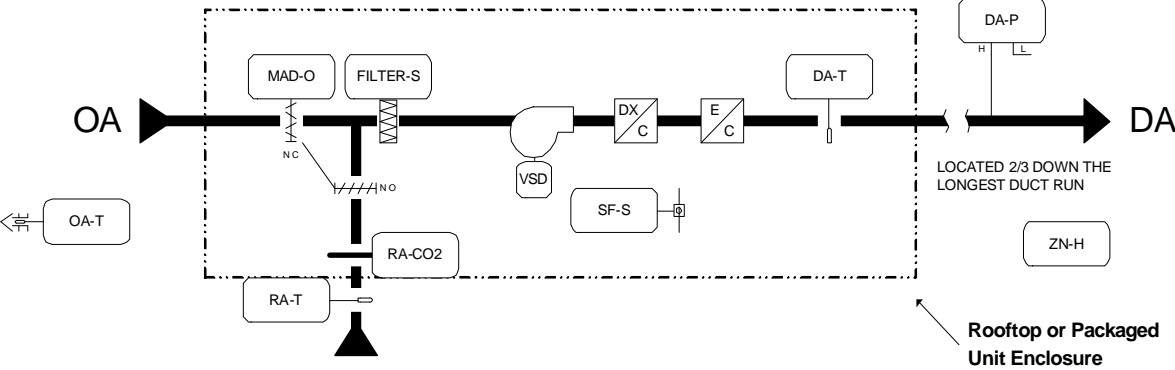 DA-P
H
L
MAD-O
FILTER-S
DA-T
OA
DX
C
E
C
DA
NC
NO
VSD
LOCATED 2/3 DOWN THE
LONGEST DUCT RUN
SF-S
OA-T
ZN-H
RA-CO2
RA-T
Rooftop or Packaged
Unit Enclosure